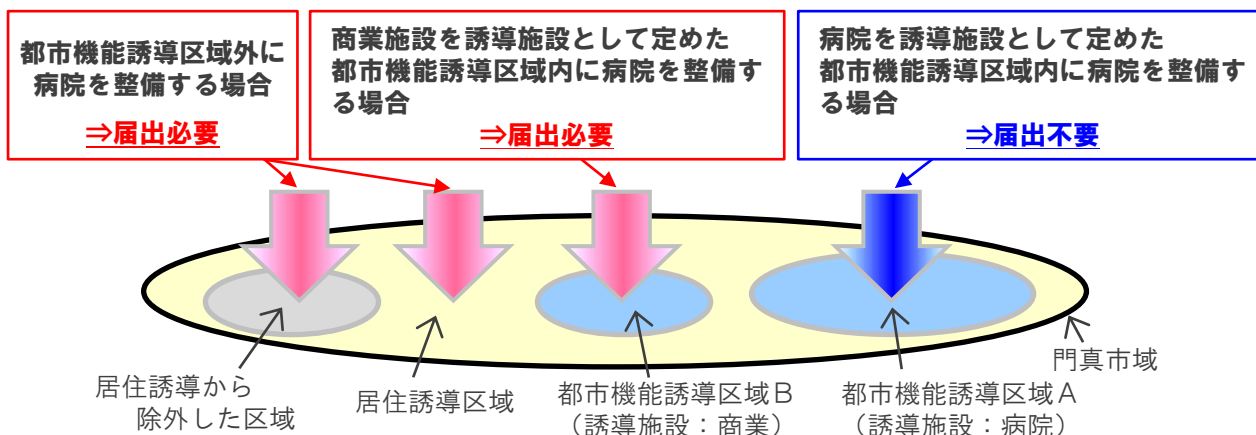 都市機能誘導区域外に
病院を整備する場合
⇒届出必要
商業施設を誘導施設として定めた
都市機能誘導区域内に病院を整備す
る場合
⇒届出必要
病院を誘導施設として定めた
都市機能誘導区域内に病院を整備す
る場合
⇒届出不要
居住誘導から
除外した区域
居住誘導区域
都市機能誘導区域B
（誘導施設：商業）
都市機能誘導区域A
（誘導施設：病院）
門真市域